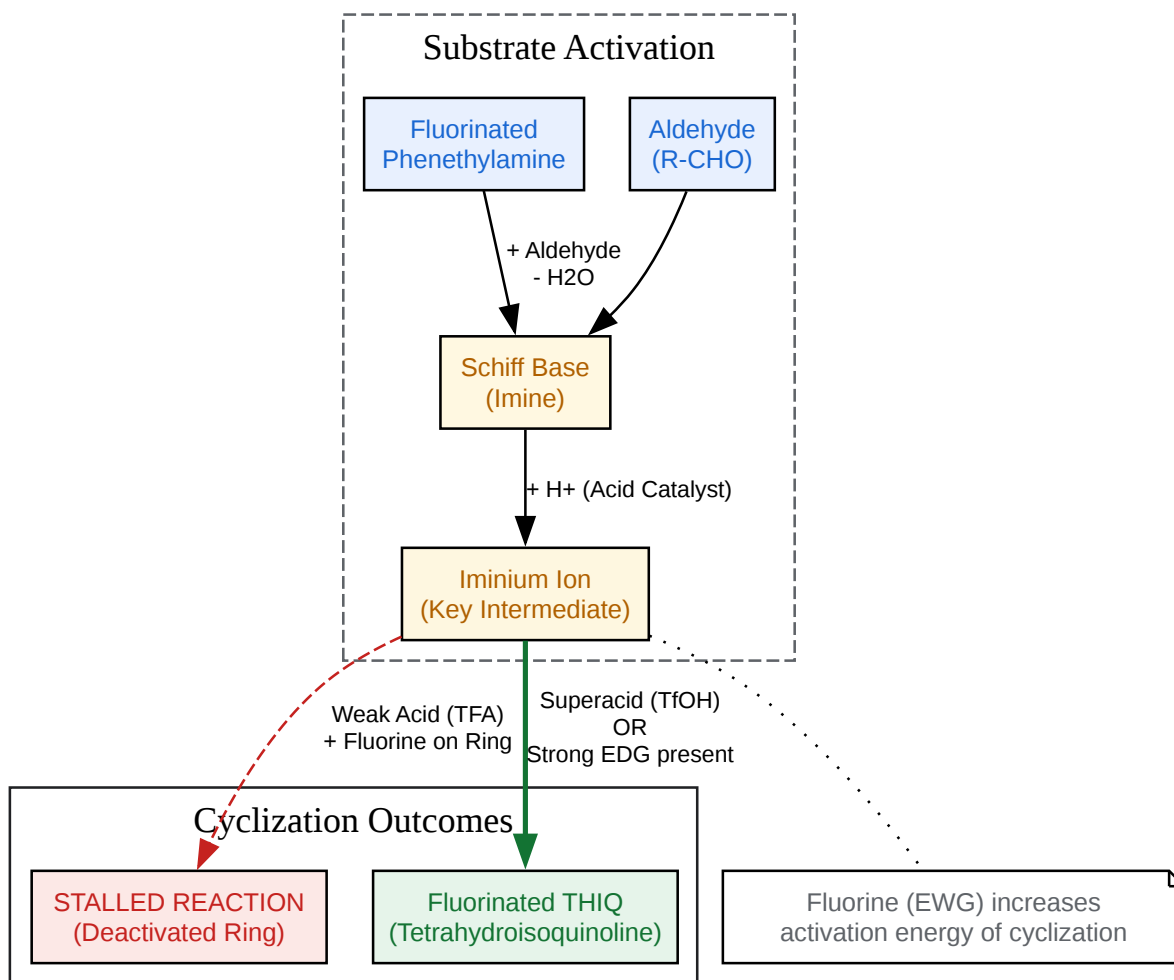 Substrate Activation
Fluorinated
Phenethylamine
Aldehyde
(R-CHO)
+ Aldehyde
- H2O
Schiff Base
(Imine)
+ H+ (Acid Catalyst)
Iminium Ion
(Key Intermediate)
Weak Acid (TFA)
+ Fluorine on Ring
Superacid (TfOH)
OR
Strong EDG present
Cyclization Outcomes
STALLED REACTION
(Deactivated Ring)
Fluorinated THIQ
(Tetrahydroisoquinoline)
Fluorine (EWG) increases
activation energy of cyclization